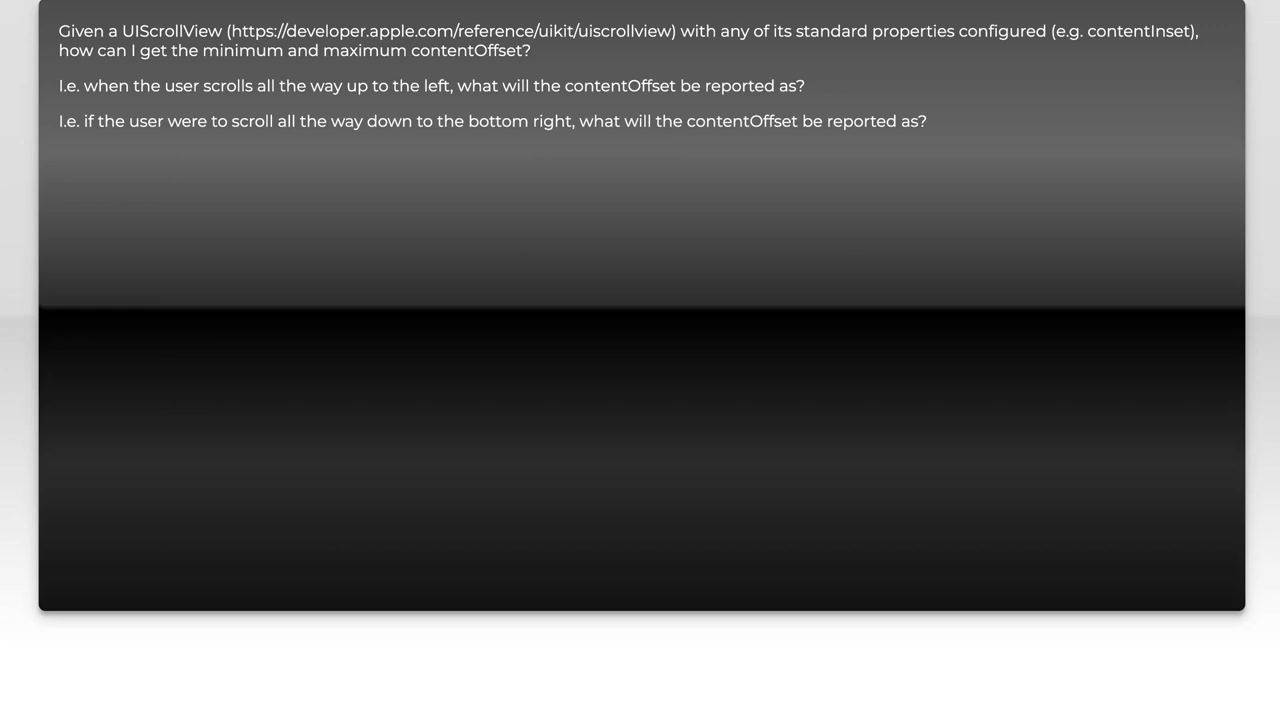 Given a UIScrollView (https://developer.apple.com/reference/uikit/uiscrollview) with any of its standard properties configured (e.g. contentInset),
how can I get the minimum and maximum contentOffset?
I.e. when the user scrolls all the way up to the left, what will the contentOffset be reported as?
I.e. if the user were to scroll all the way down to the bottom right, what will the contentOffset be reported as?